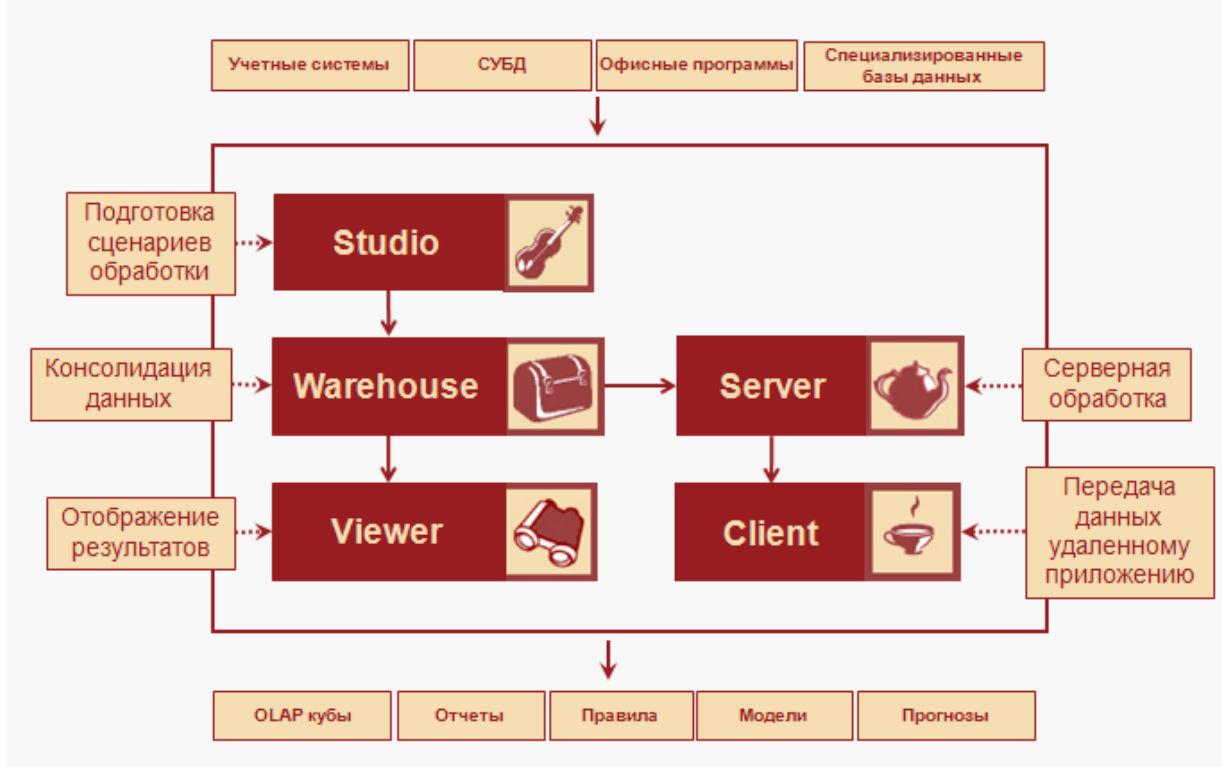 Учетные системы
СУБД
Офисные программы
Специализированные
базы данных
Подготовка
сценариев
обработки
Studio
Консолидация
данных
Warehouse
Server
Серверная
обработка
Отображение
результатов
Viewer
Client
Передача
данных
удаленному
приложению
OLAP кубы
Отчеты
Правила
Модели
Прогнозы